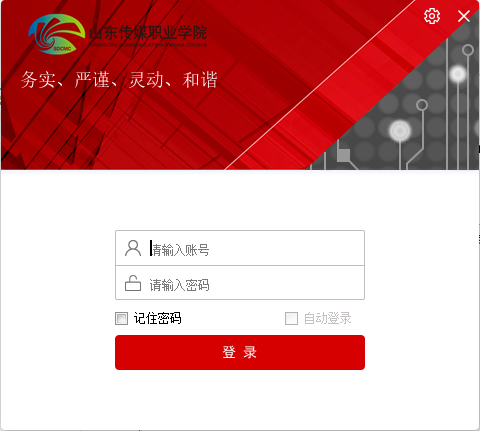 SDCMC
山东传媒职业学院
务实、严谨、灵动、和谐
请输入账号
请输入密码
记住密码
自动登录
登 录